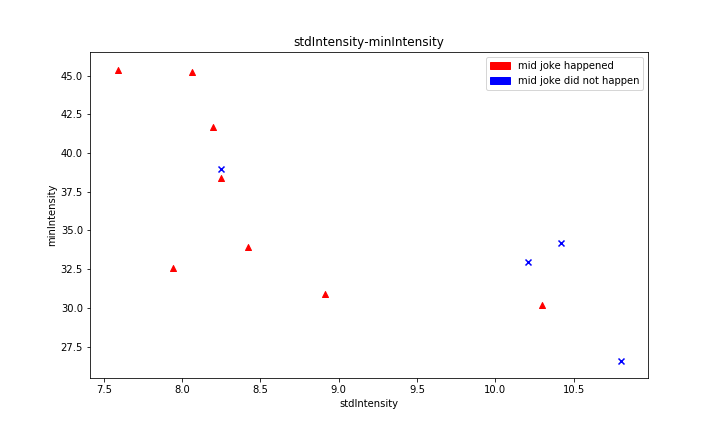 stdIntensity-minIntensity
mid joke happened
mid joke did not happen
minIntensity
45.0
42.5
40.0
37.5
35.0
32.5
30.0
27.5
7.5 8.0 8.5 9.0 9.5 10.0 10.5
stdIntensity